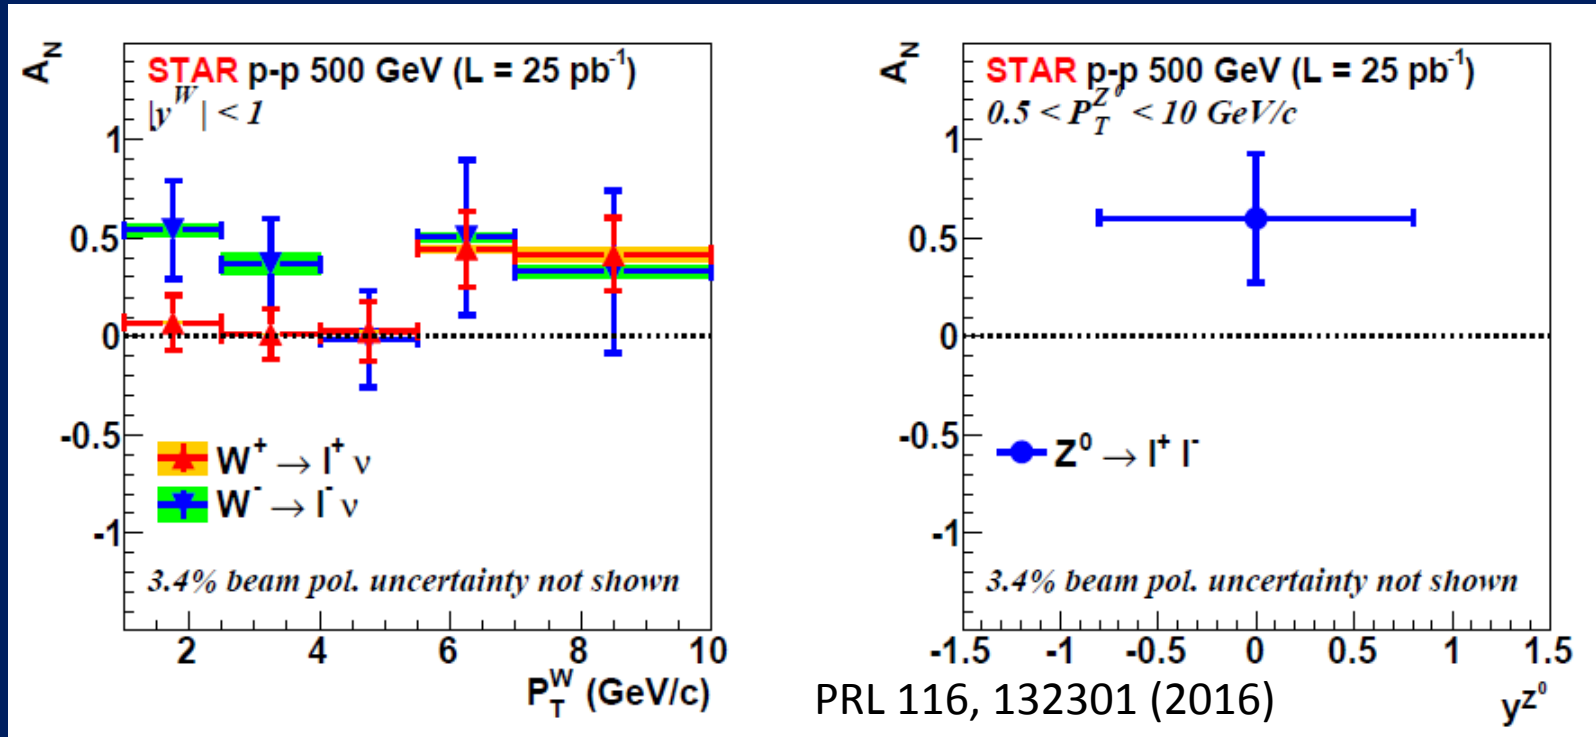 A_N
STAR p-p 500 GeV (L = 25 pb⁻¹)
|y^W| < 1
1
0.5
0
-0.5
-1
W⁺ → l⁺ ν
W⁻ → l⁻ ν
3.4% beam pol. uncertainty not shown
2 4 6 8 10
P_T^W (GeV/c)
A_N
STAR p-p 500 GeV (L = 25 pb⁻¹)
0.5 < P_T^{Z⁰} < 10 GeV/c
1
0.5
0
-0.5
-1
Z⁰ → l⁺ l⁻
3.4% beam pol. uncertainty not shown
-1.5 -1 -0.5 0 0.5 1 1.5
y^{Z⁰}
PRL 116, 132301 (2016)